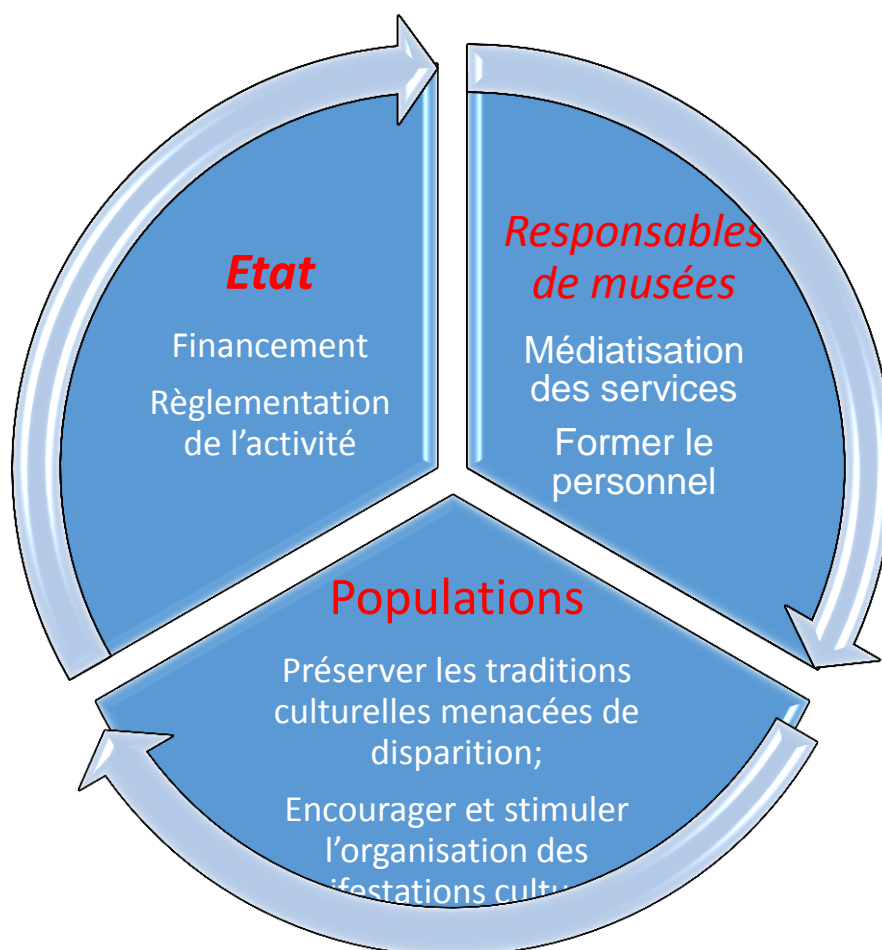 Etat
Financement
Règlementation
de l’activité
Responsables
de musées
Médiatisation
des services
Former le
personnel
Populations
Préserver les traditions
culturelles menacées de
disparition;
Encourager et stimuler
l’organisation des